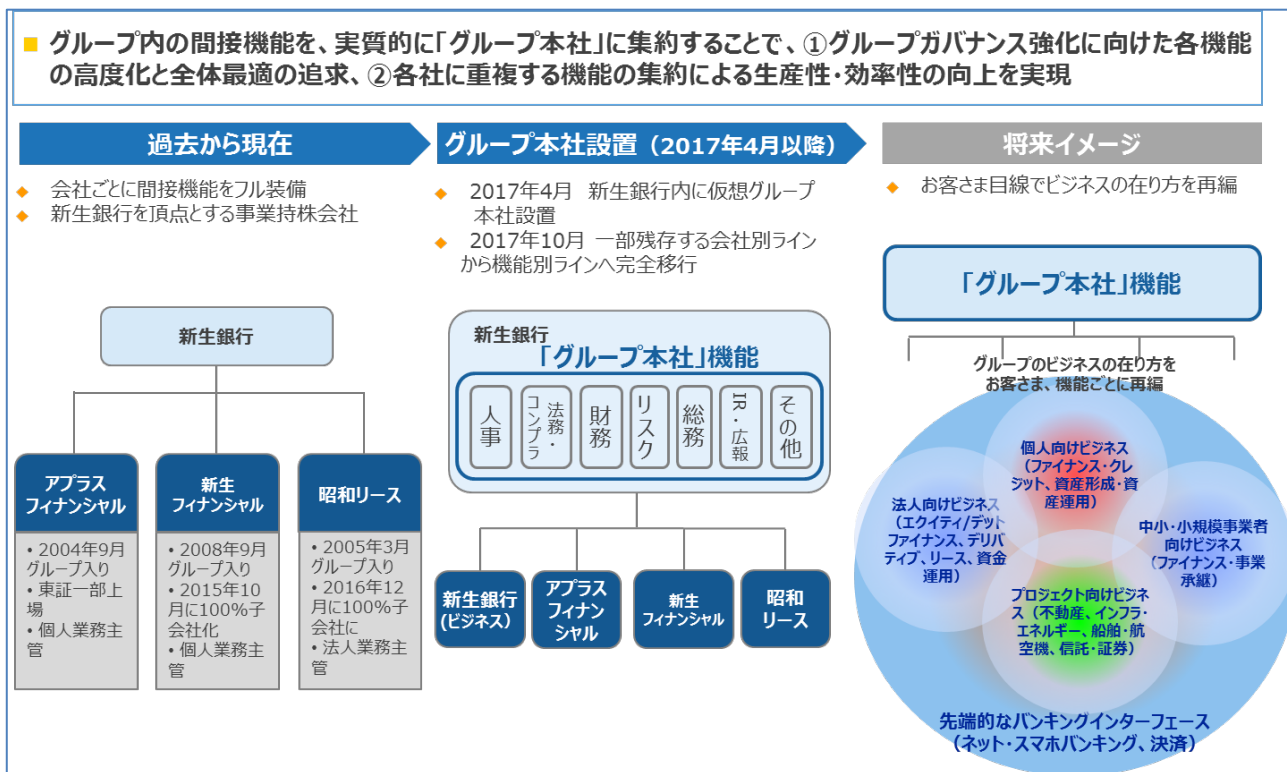 ■ グループ内の間接機能を、実質的に「グループ本社」に集約することで、①グループガバナンス強化に向けた各機能
の高度化と全体最適の追求、②各社に重複する機能の集約による生産性・効率性の向上を実現
過去から現在
◆ 会社ごとに間接機能をフル装備
◆ 新生銀行を頂点とする事業持株会社
新生銀行
アプラス
フィナンシャル
• 2004年9月
グループ入り
• 東証一部上
場
• 個人業務主
管
新生
フィナンシャル
• 2008年9月
グループ入り
• 2015年10
月に100%子
会社化
• 個人業務主
管
昭和リース
• 2005年3月
グループ入り
• 2016年12
月に100%子
会社に
• 法人業務主
管
グループ本社設置（2017年4月以降）
◆ 2017年4月 新生銀行内に仮想グループ
本社設置
◆ 2017年10月 一部残存する会社別ライン
から機能別ラインへ完全移行
新生銀行
「グループ本社」機能
人事
法務・
コンプラ
財務
リスク
総務
IR・広報
その他
新生銀行
(ビジネス)
アプラス
フィナン
シャル
新生
フィナンシャル
昭和
リース
将来イメージ
◆ お客さま目線でビジネスの在り方を再編
「グループ本社」機能
グループのビジネスの在り方を
お客さま、機能ごとに再編
個人向けビジネス
（ファイナンス・クレ
ジット、資産形成・資
産運用）
法人向けビジネス
（エクイティ/デット
ファイナンス、デリバ
ティブ、リース、資金
運用）
中小・小規模事業者
向けビジネス
（ファイナンス・事業
承継）
プロジェクト向けビジネ
ス（不動産、インフラ・
エネルギー、船舶・航
空機、信託・証券）
先端的なバンキングインターフェース
（ネット・スマホバンキング、決済）